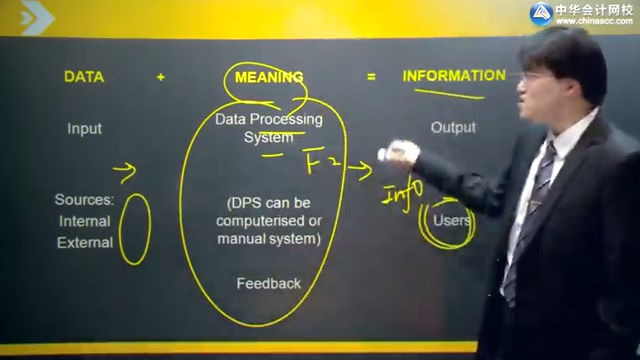 中华会计网校
www.chinaacc.com
DATA + MEANING = INFORMATION
Input
Data Processing
System
Output
F2
Info
Sources:
Internal
External
(DPS can be
computerised or
manual system)
Users
Feedback